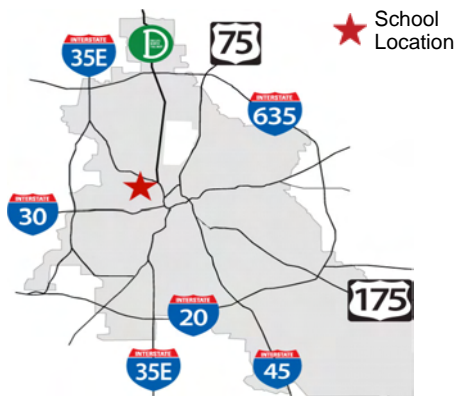 School
Location
INTERSTATE
35E
D
75
INTERSTATE
635
INTERSTATE
30
175
INTERSTATE
20
INTERSTATE
35E
INTERSTATE
45